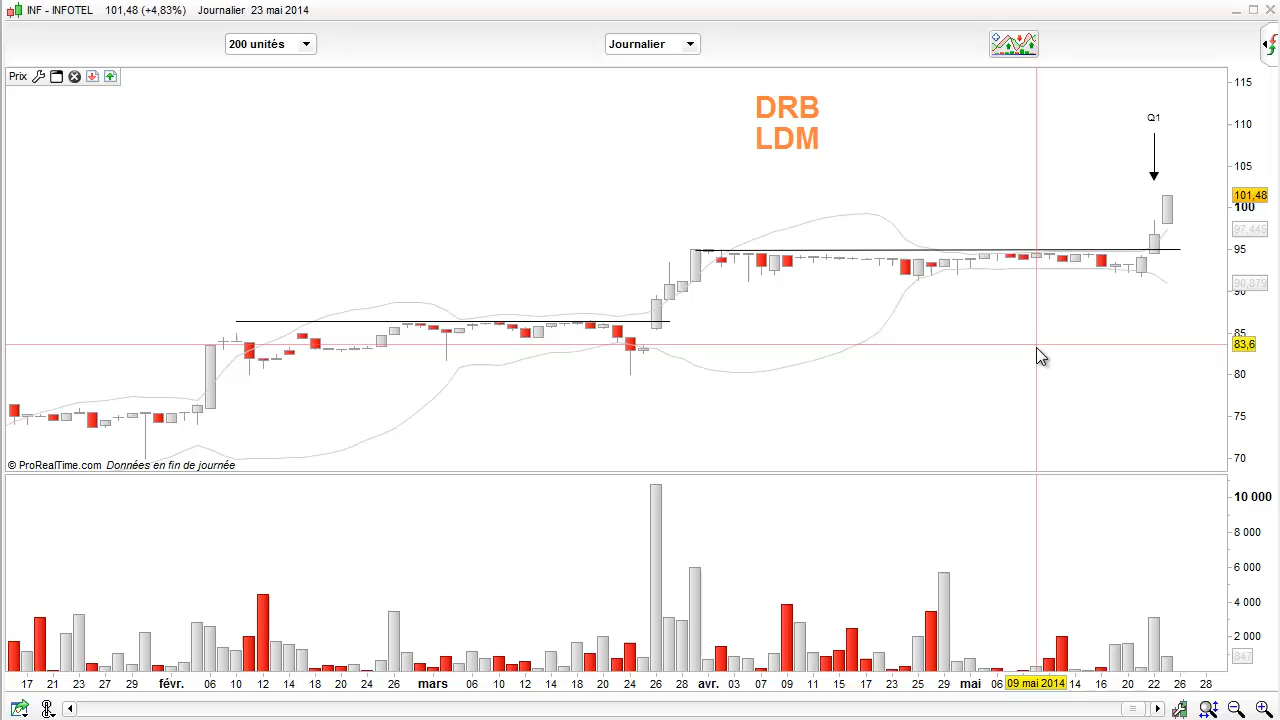 INF - INFOTEL 101,48 (+4,83%) Journalier 23 mai 2014
200 unités Journalier
Prix
DRB
LDM
Q1
115
110
105
101,48
100
97,445
95
90,879
90
85
83,6
80
75
70
© ProRealTime.com Données en fin de journée
10 000
8 000
6 000
4 000
2 000
847
17 21 23 27 29 févr. 06 10 12 14 18 20 24 26 mars 06 10 12 14 18 20 24 26 28 avr. 03 07 09 11 15 17 23 25 29 mai 06 09 mai 2014 14 16 20 22 26 28